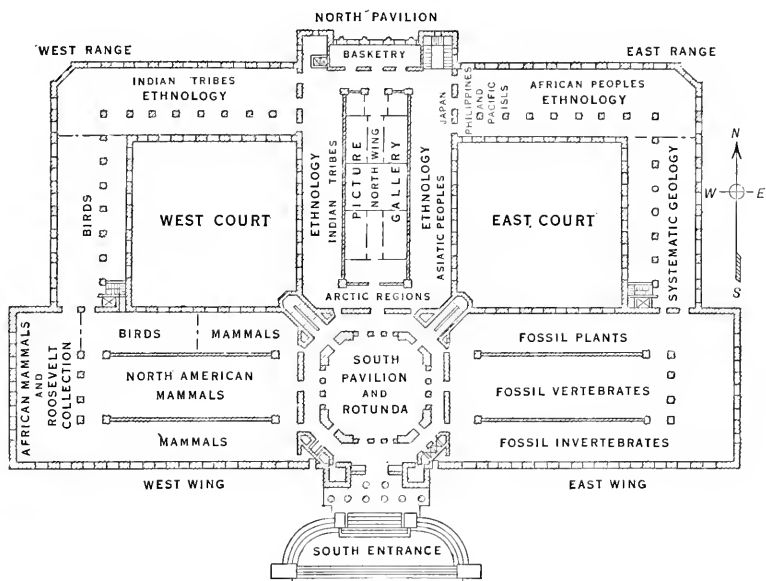 NORTH PAVILION
WEST RANGE
EAST RANGE
BASKETRY
INDIAN TRIBES
ETHNOLOGY
JAPAN
PHILIPPINES
AND
PACIFIC
ISLS
AFRICAN PEOPLES
ETHNOLOGY
N
W
E
S
BIRDS
WEST COURT
ETHNOLOGY
INDIAN TRIBES
PICTURE
NORTH WING
GALLERY
ETHNOLOGY
ASIATIC PEOPLES
EAST COURT
SYSTEMATIC GEOLOGY
ARCTIC REGIONS
AFRICAN MAMMALS
AND
ROOSEVELT
COLLECTION
BIRDS
MAMMALS
NORTH AMERICAN
MAMMALS
MAMMALS
SOUTH
PAVILION
AND
ROTUNDA
FOSSIL PLANTS
FOSSIL VERTEBRATES
FOSSIL INVERTEBRATES
WEST WING
EAST WING
SOUTH ENTRANCE